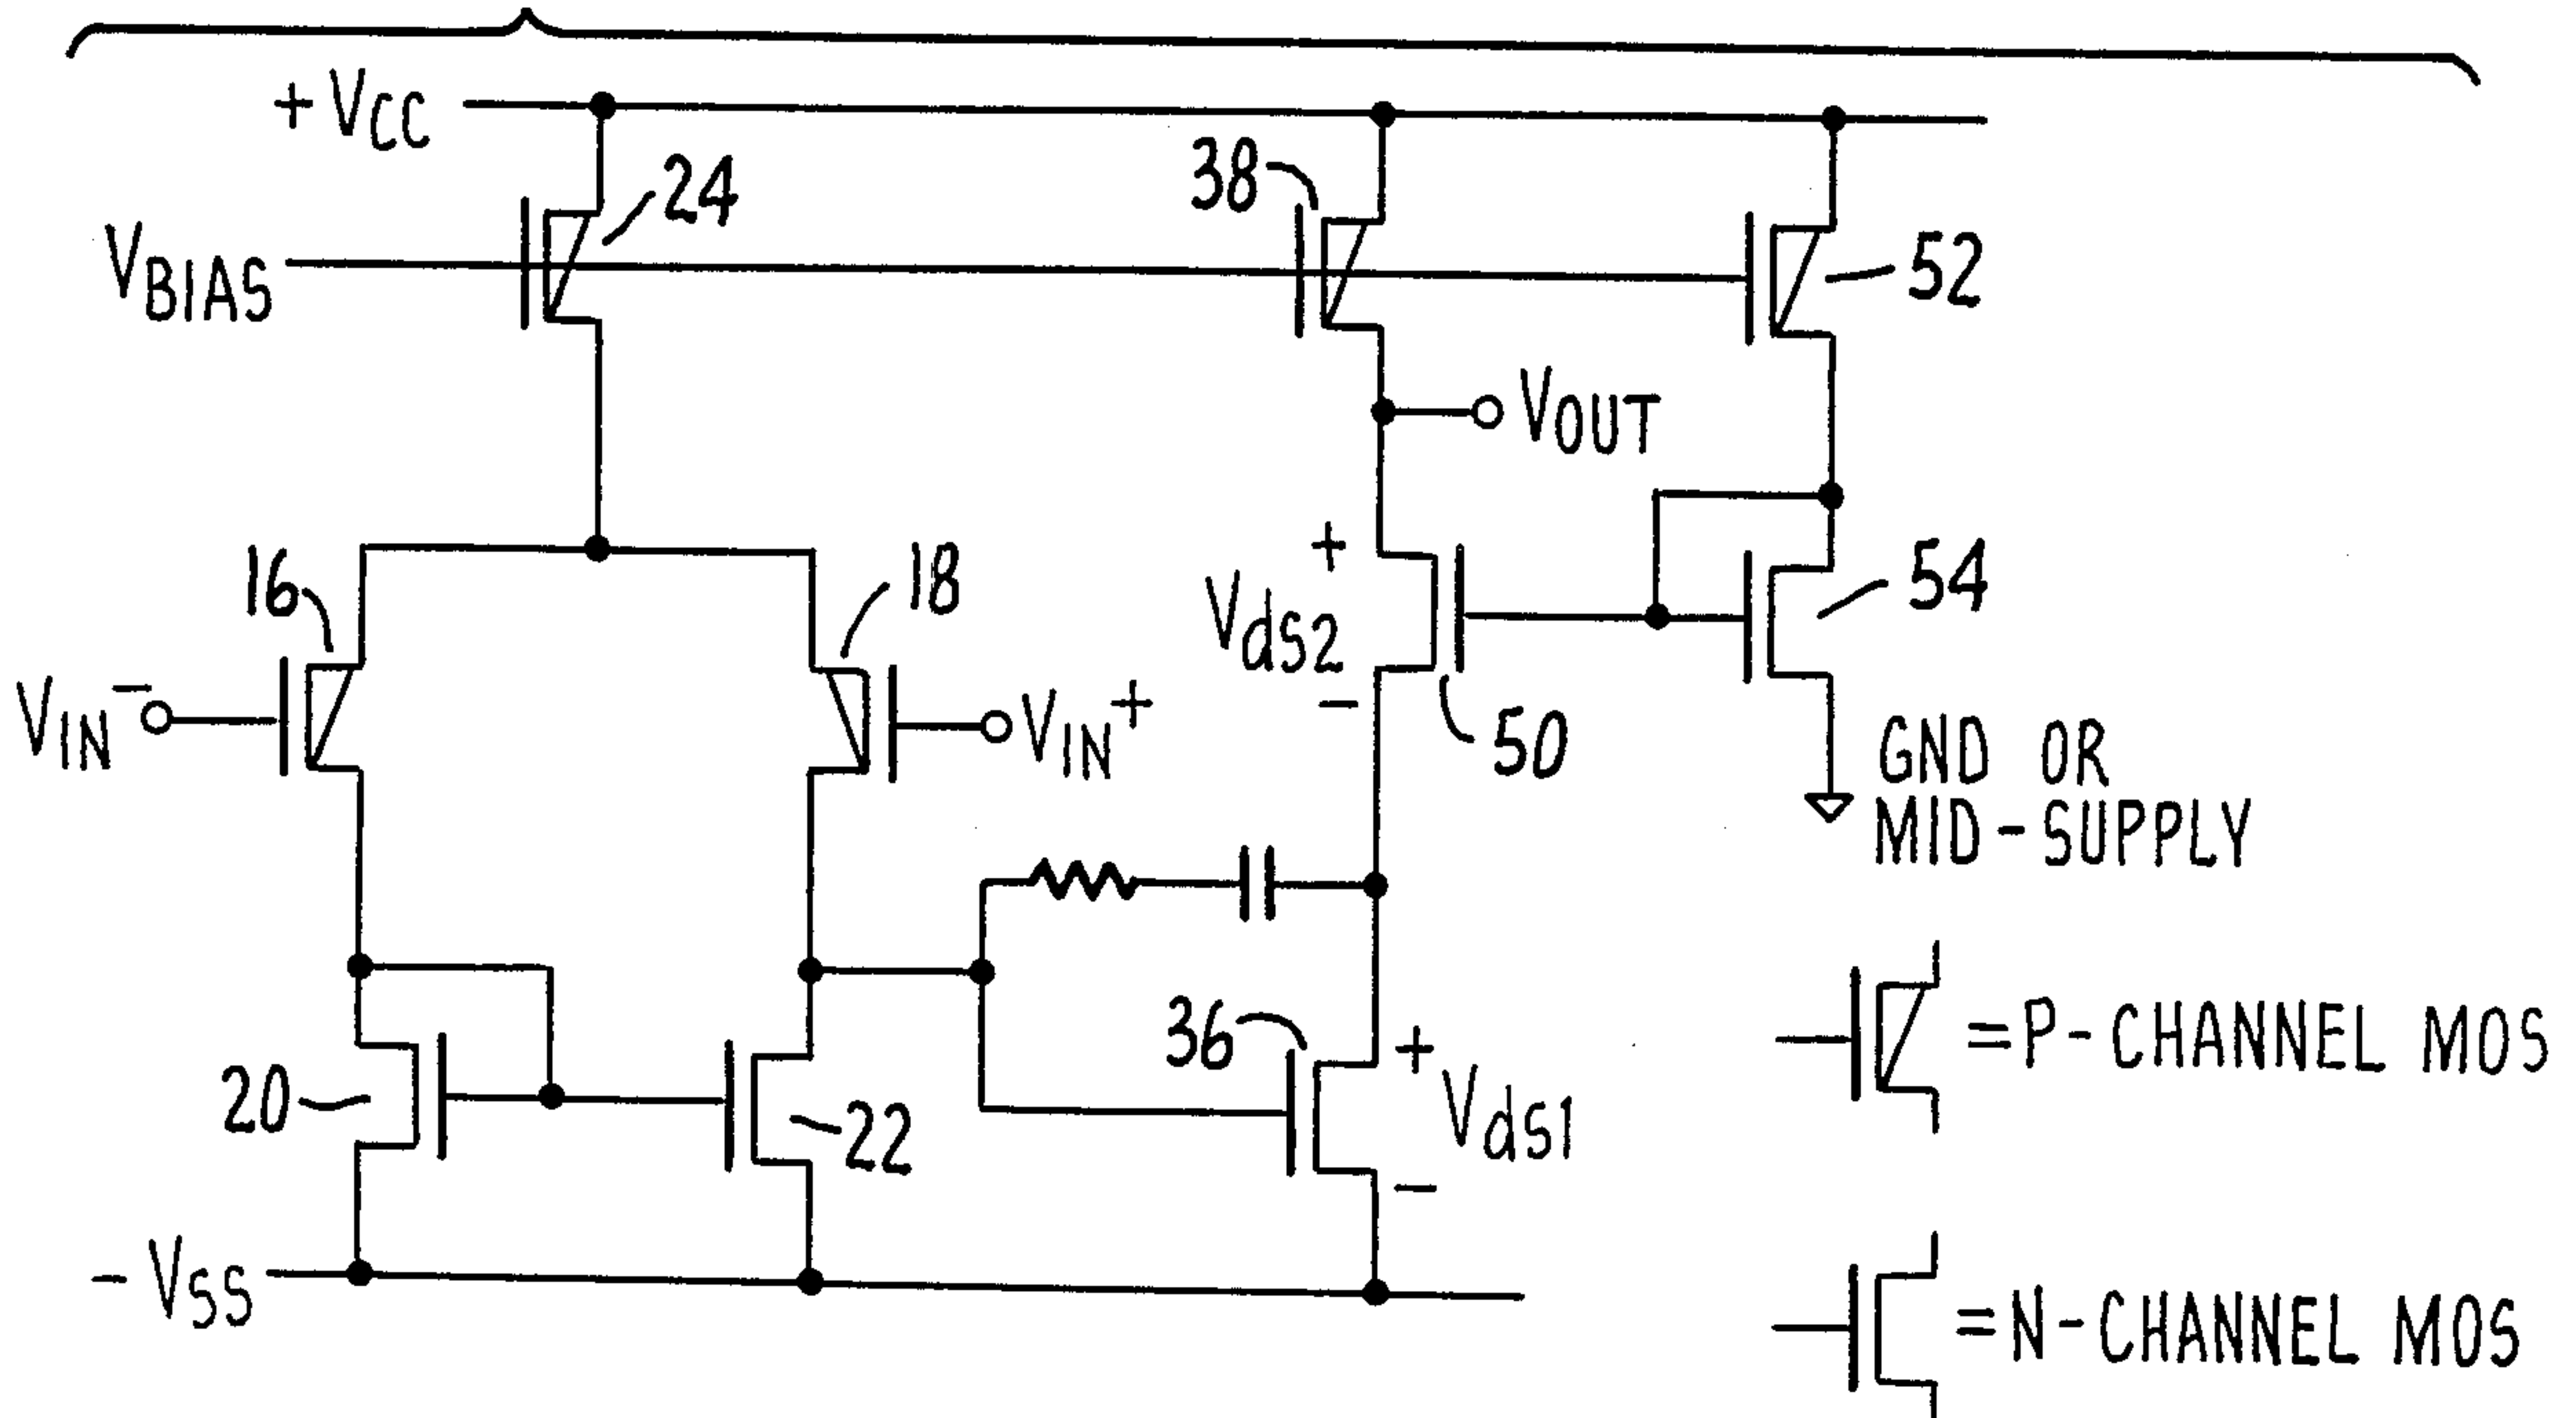 + VCC
24
38
VBIAS
52
VOUT
16
18
54
Vds2
VIN−
VIN+
50
GND OR
MID-SUPPLY
36
20
22
Vds1
= P-CHANNEL MOS
− VSS
= N-CHANNEL MOS